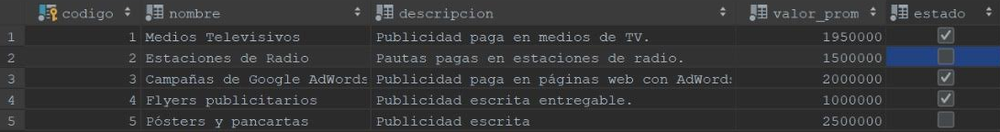 codigo nombre descripcion valor_prom estado
1 1 Medios Televisivos Publicidad paga en medios de TV. 1950000
2 2 Estaciones de Radio Pautas pagas en estaciones de radio. 1500000
3 3 Campañas de Google AdWords Publicidad paga en páginas web con AdWords 2000000
4 4 Flyers publicitarios Publicidad escrita entregable. 1000000
5 5 Pósters y pancartas Publicidad escrita 2500000